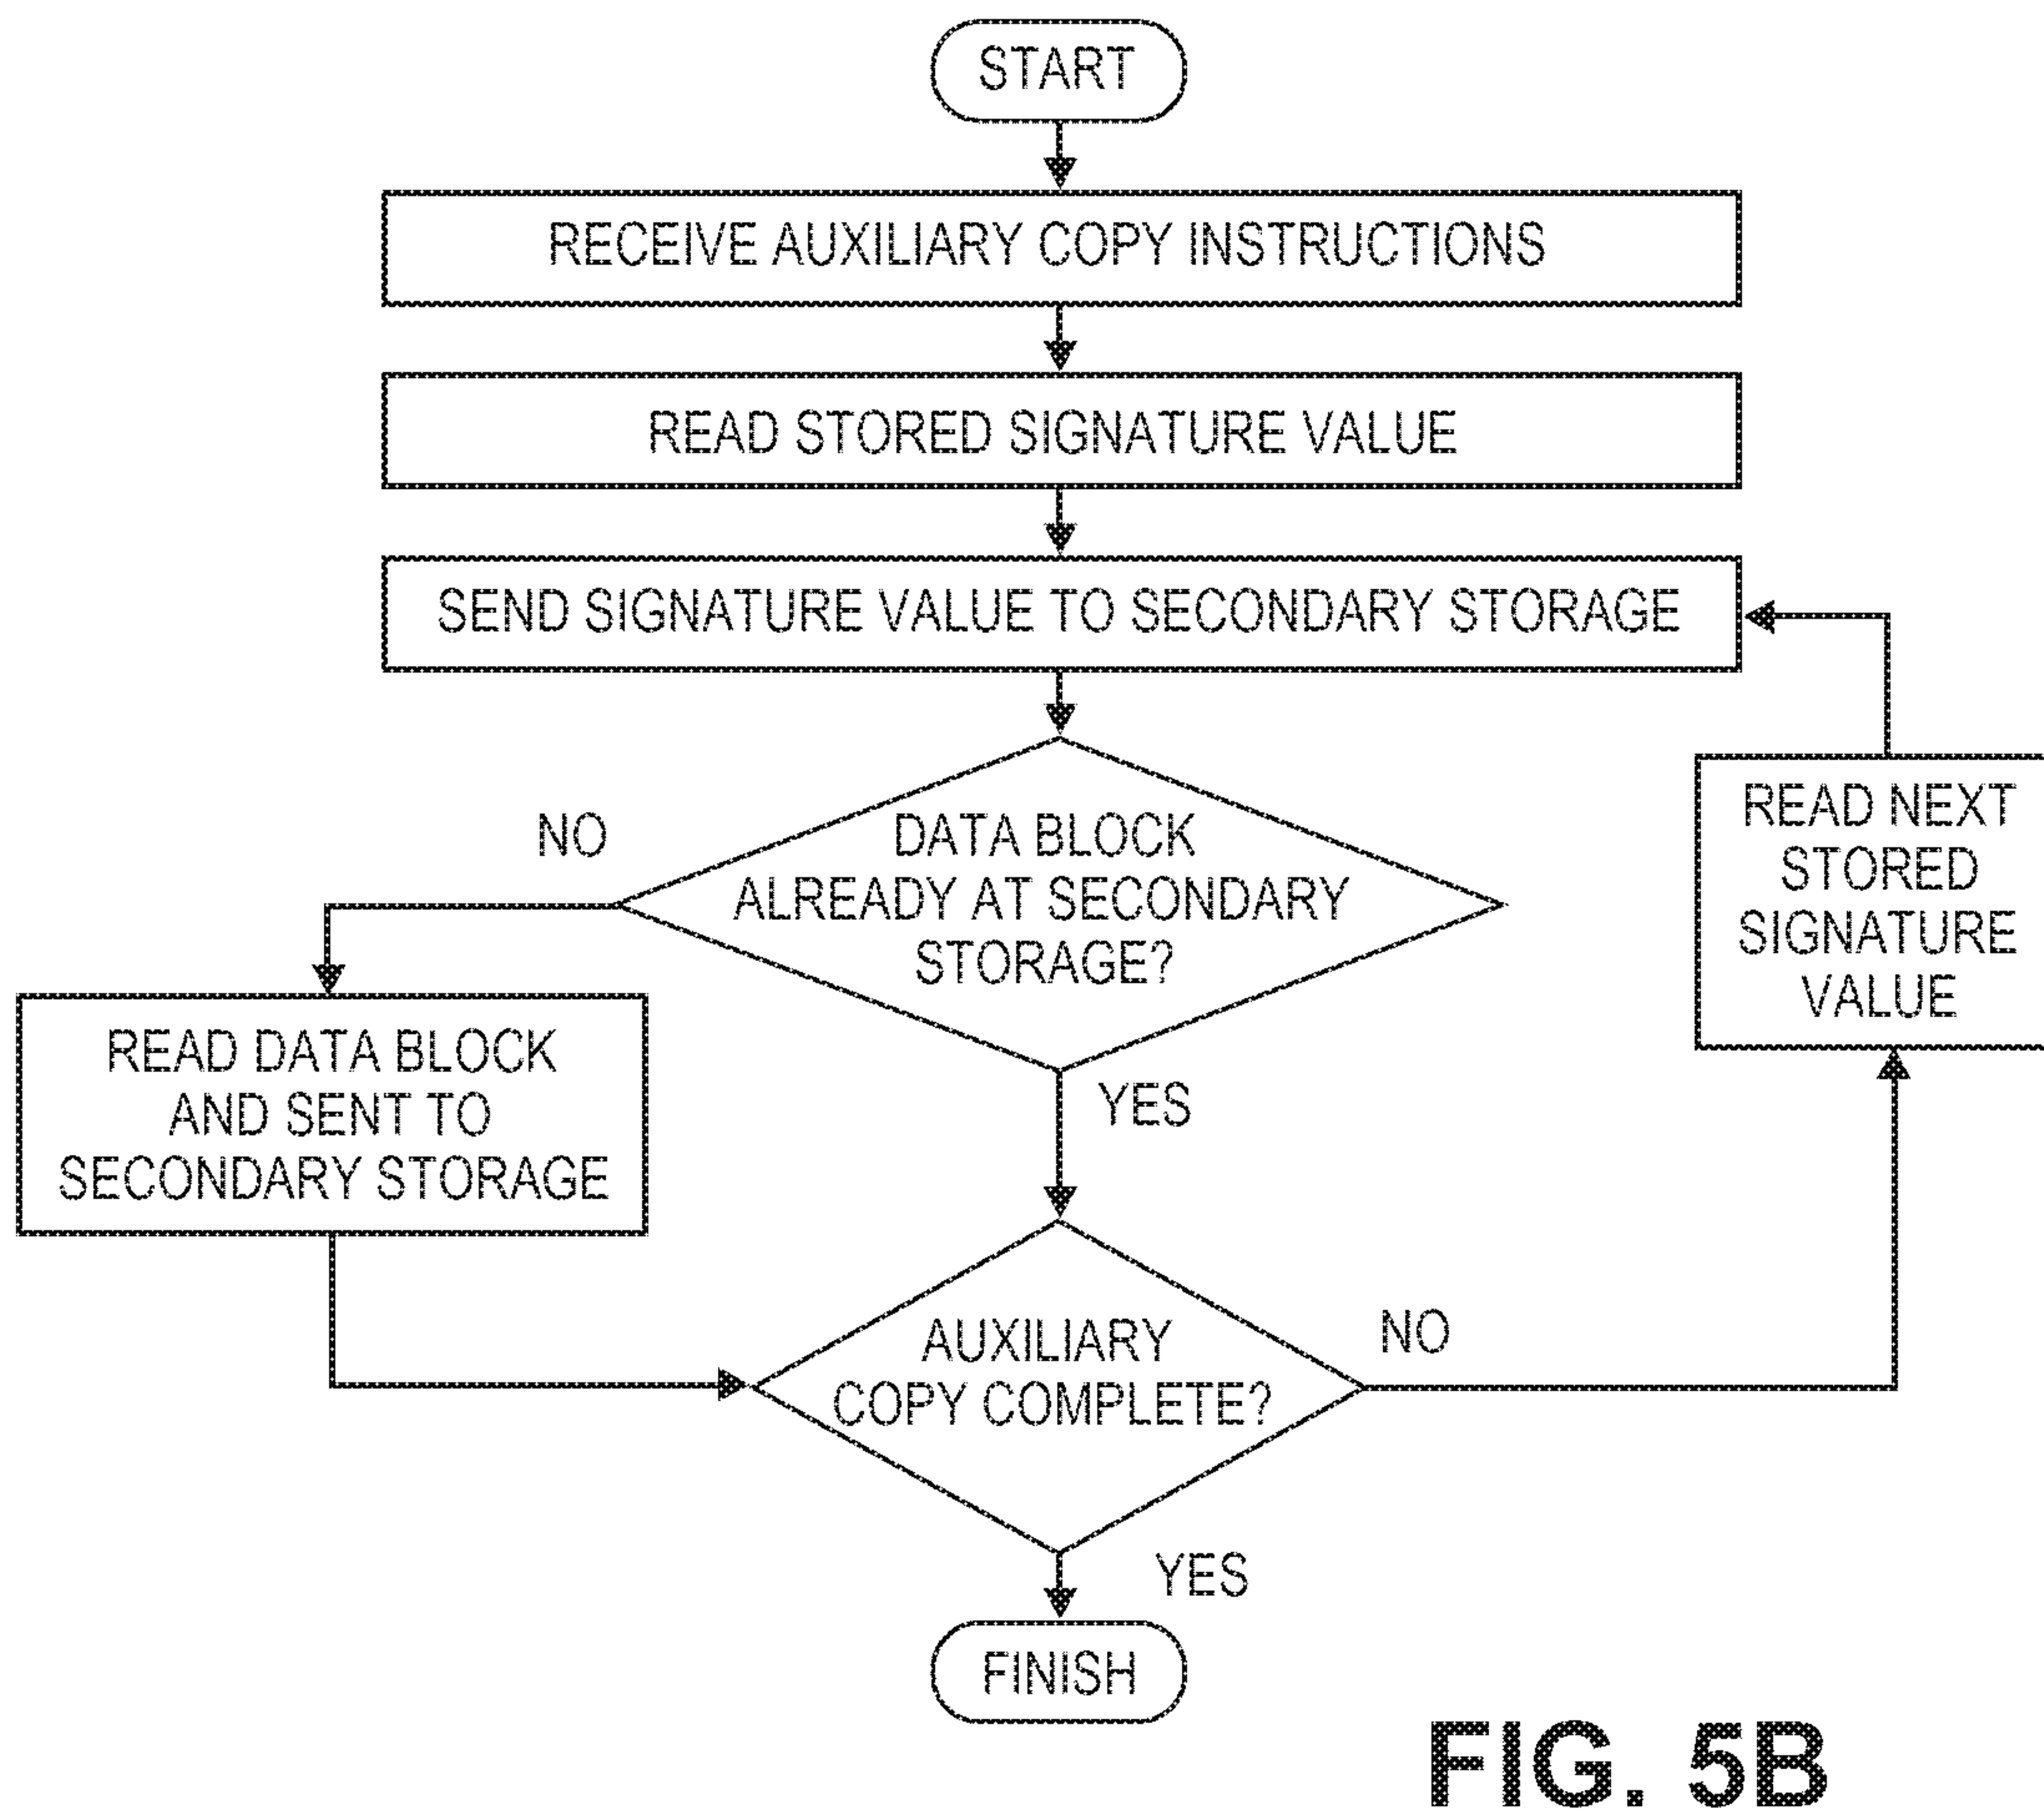 START
RECEIVE AUXILIARY COPY INSTRUCTIONS
READ STORED SIGNATURE VALUE
SEND SIGNATURE VALUE TO SECONDARY STORAGE
NO
DATA BLOCK
ALREADY AT SECONDARY
STORAGE?
READ NEXT
STORED
SIGNATURE
VALUE
READ DATA BLOCK
AND SENT TO
SECONDARY STORAGE
YES
AUXILIARY
COPY COMPLETE?
NO
YES
FINISH
FIG. 5B